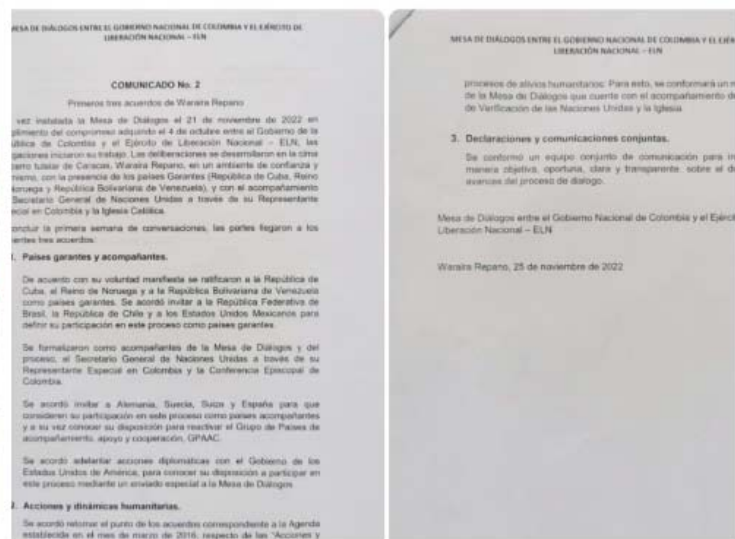 MESA DE DIÁLOGOS ENTRE EL GOBIERNO NACIONAL DE COLOMBIA Y EL EJÉRCITO DE
LIBERACIÓN NACIONAL – ELN
COMUNICADO No. 2
Primeros tres acuerdos de Waraira Repano
vez instalada la Mesa de Diálogos el 21 de noviembre de 2022 en
plimiento del compromiso adquirido el 4 de octubre entre el Gobierno de la
ública de Colombia y el Ejército de Liberación Nacional – ELN, las
gaciones iniciaron su trabajo. Las deliberaciones se desarrollaron en la cima
cerro tutelar de Caracas, Waraira Repano, en un ambiente de confianza y
mismo, con la presencia de los países Garantes (República de Cuba, Reino
Noruega y República Bolivariana de Venezuela), y con el acompañamiento
Secretario General de Naciones Unidas a través de su Representante
ecial en Colombia y la Iglesia Católica.
oncluir la primera semana de conversaciones, las partes llegaron a los
ientes tres acuerdos:
1. Países garantes y acompañantes.
De acuerdo con su voluntad manifiesta se ratificaron a la República de
Cuba, el Reino de Noruega y a la República Bolivariana de Venezuela
como países garantes. Se acordó invitar a la República Federativa de
Brasil, la República de Chile y a los Estados Unidos Mexicanos para
definir su participación en este proceso como países garantes.
Se formalizaron como acompañantes de la Mesa de Diálogos y del
proceso, el Secretario General de Naciones Unidas a través de su
Representante Especial en Colombia y la Conferencia Episcopal de
Colombia.
Se acordó invitar a Alemania, Suecia, Suiza y España para que
consideren su participación en este proceso como países acompañantes
y a su vez conocer su disposición para reactivar el Grupo de Países de
acompañamiento, apoyo y cooperación, GPAAC.
Se acordó adelantar acciones diplomáticas con el Gobierno de los
Estados Unidos de América, para conocer su disposición a participar en
este proceso mediante un enviado especial a la Mesa de Diálogos.
2. Acciones y dinámicas humanitarias.
Se acordó retomar el punto de los acuerdos correspondiente a la Agenda
establecida en el mes de marzo de 2016, respecto de las "Acciones y
MESA DE DIÁLOGOS ENTRE EL GOBIERNO NACIONAL DE COLOMBIA Y EL EJÉR
LIBERACIÓN NACIONAL – ELN
procesos de alivios humanitarios. Para esto, se conformará un m
de la Mesa de Diálogos que cuente con el acompañamiento de
de Verificación de las Naciones Unidas y la Iglesia.
3. Declaraciones y comunicaciones conjuntas.
Se conformó un equipo conjunto de comunicación para in
manera objetiva, oportuna, clara y transparente, sobre el de
avances del proceso de diálogo.
Mesa de Diálogos entre el Gobierno Nacional de Colombia y el Ejérci
Liberación Nacional – ELN
Waraira Repano, 25 de noviembre de 2022